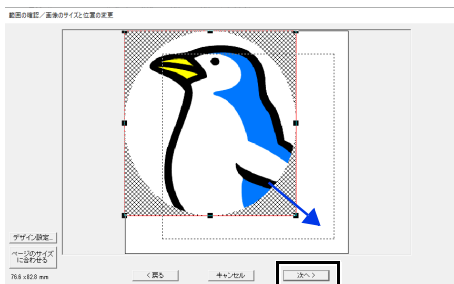 範囲の確認／画像のサイズと位置の変更
デザイン設定...
ページのサイズ
に合わせる
76.6 x 82.8 mm
< 戻る
キャンセル
次へ >